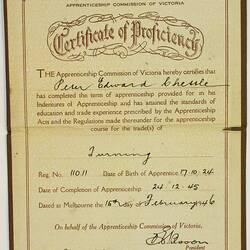 APPRENTICESHIP COMMISSION OF VICTORIA
Certificate of Proficiency
THE Apprenticeship Commission of Victoria hereby certifies that
Peter Edward Chessle
has completed the term of apprenticeship provided for in his
Indentures of Apprenticeship and has attained the standards of
education and trade experience prescribed by the Apprenticeship
Acts and the Regulations made thereunder for the apprenticeship
course for the trade(s) of
Turning
Reg. No. 11011 Date of Birth of Apprentice 17.10.24
Date of Completion of Apprenticeship 24.12.45
Dated at Melbourne the 15th day of February 1946
On behalf of the Apprenticeship Commission of Victoria,
President